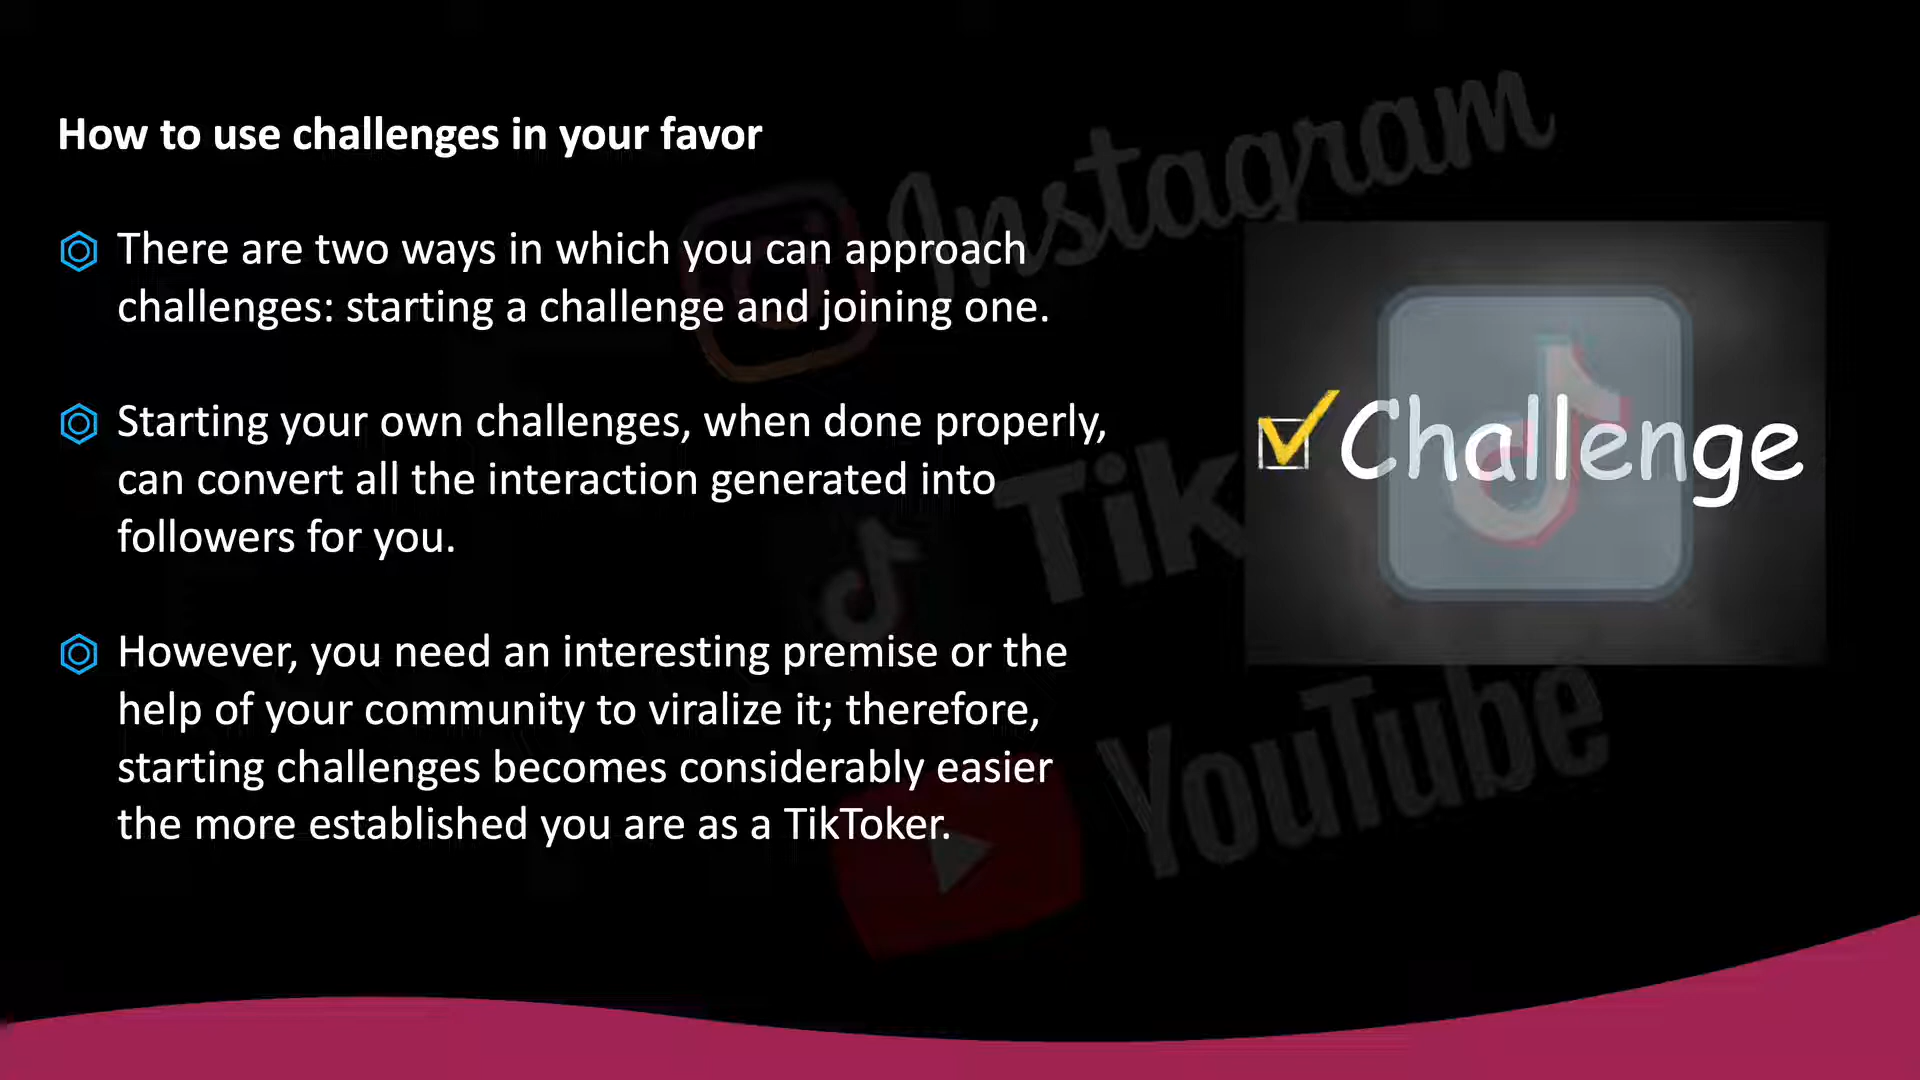 How to use challenges in your favor
There are two ways in which you can approach
challenges: starting a challenge and joining one.
Starting your own challenges, when done properly,
can convert all the interaction generated into
followers for you.
However, you need an interesting premise or the
help of your community to viralize it; therefore,
starting challenges becomes considerably easier
the more established you are as a TikToker.
Instagram
Tik
YouTube
Challenge